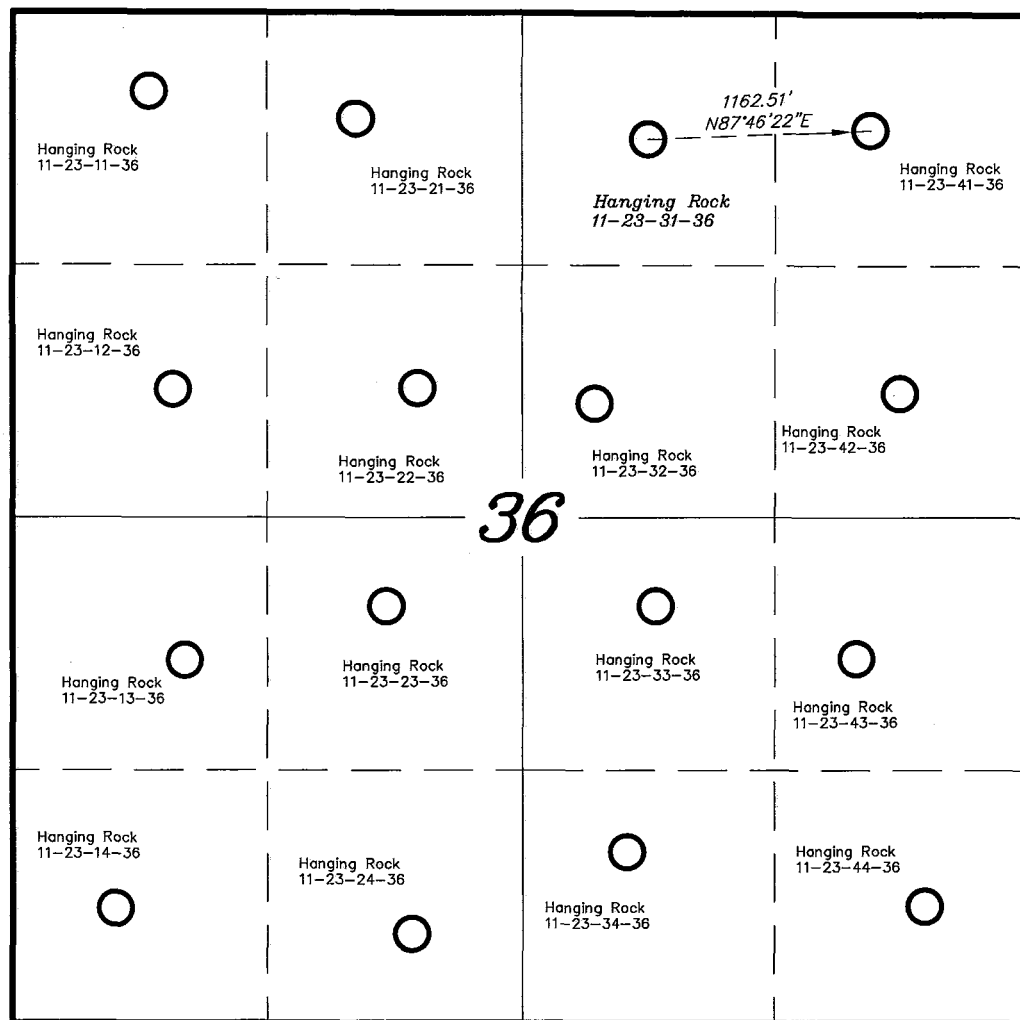 1162.51'
N87°46'22"E
Hanging Rock
11-23-11-36
Hanging Rock
11-23-21-36
Hanging Rock
11-23-31-36
Hanging Rock
11-23-41-36
Hanging Rock
11-23-12-36
Hanging Rock
11-23-22-36
Hanging Rock
11-23-32-36
Hanging Rock
11-23-42-36
36
Hanging Rock
11-23-13-36
Hanging Rock
11-23-23-36
Hanging Rock
11-23-33-36
Hanging Rock
11-23-43-36
Hanging Rock
11-23-14-36
Hanging Rock
11-23-24-36
Hanging Rock
11-23-34-36
Hanging Rock
11-23-44-36